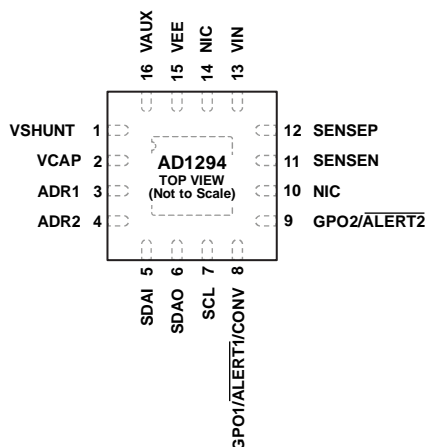 16 VAUX
15 VEE
14 NIC
13 VIN
VSHUNT 1
VCAP 2
ADR1 3
ADR2 4
AD1294
TOP VIEW
(Not to Scale)
12 SENSEP
11 SENSEN
10 NIC
9 GPO2/ALERT2
SDAI 5
SDAO 6
SCL 7
GPO1/ALERT1/CONV 8